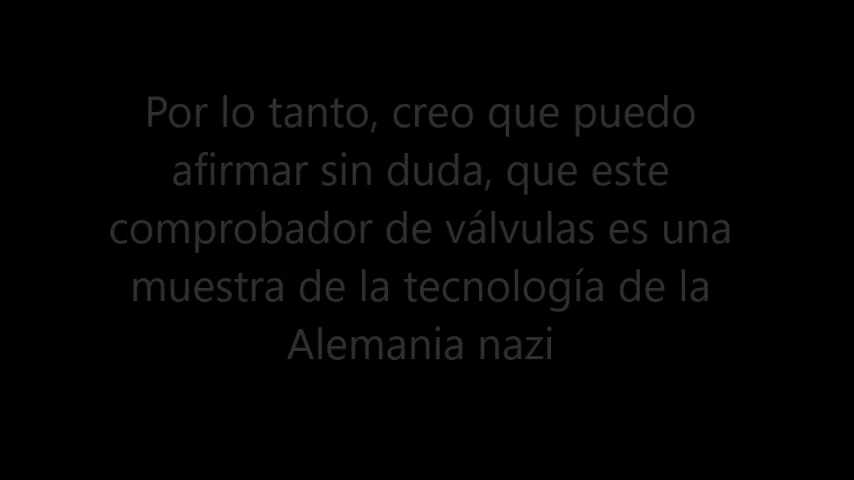 Por lo tanto, creo que puedo
afirmar sin duda, que este
comprobador de válvulas es una
muestra de la tecnología de la
Alemania nazi